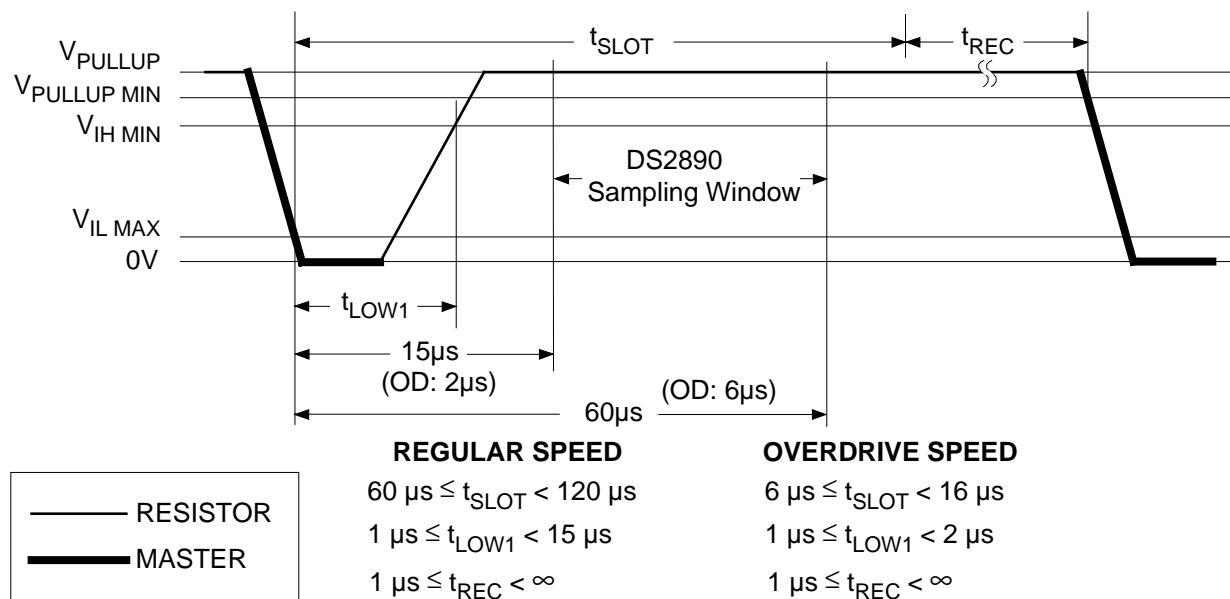 tSLOT
tREC
VPULLUP
VPULLUP MIN
VIH MIN
DS2890
Sampling Window
VIL MAX
0V
tLOW1
15µs
(OD: 2µs)
(OD: 6µs)
60µs
REGULAR SPEED
60 µs ≤ tSLOT < 120 µs
1 µs ≤ tLOW1 < 15 µs
1 µs ≤ tREC < ∞
OVERDRIVE SPEED
6 µs ≤ tSLOT < 16 µs
1 µs ≤ tLOW1 < 2 µs
1 µs ≤ tREC < ∞
RESISTOR
MASTER